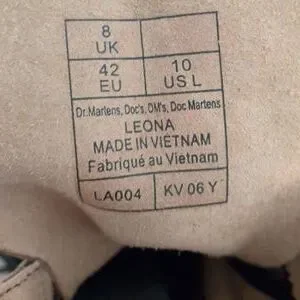 8
UK
42
EU
10
US L
Dr.Martens, Doc's, DM's, Doc Martens
LEONA
MADE IN VIETNAM
Fabriqué au Vietnam
LA004
KV 06 Y